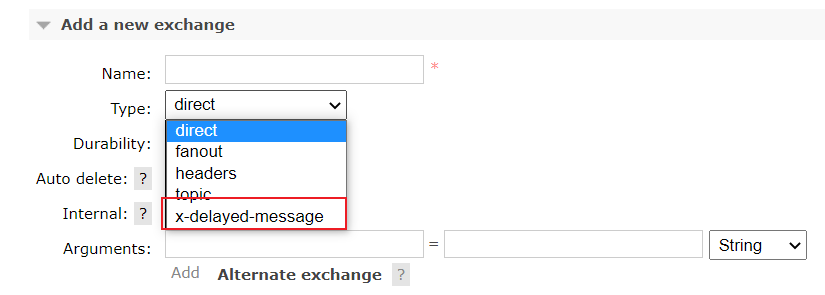 Add a new exchange
Name: *
Type: direct
direct
Durability:
fanout
headers
Auto delete: ?
topic
Internal: ?
x-delayed-message
Arguments: = String
Add Alternate exchange ?